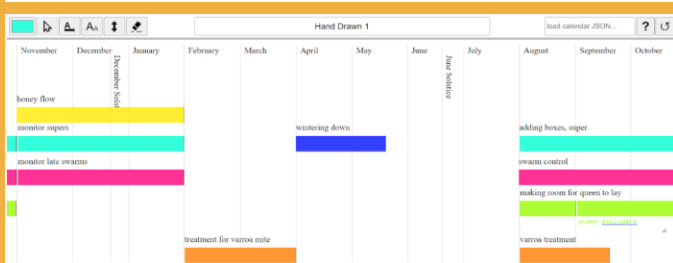 A AA Hand Drawn 1 load calendar JSON... ?
November December January February March April May June July August September October
December Solst
June Solstice
honey flow
monitor supers wintering down adding boxes, super
monitor late swarms swarm control
making room for queen to lay
treatment for varroa mite varroa treatment